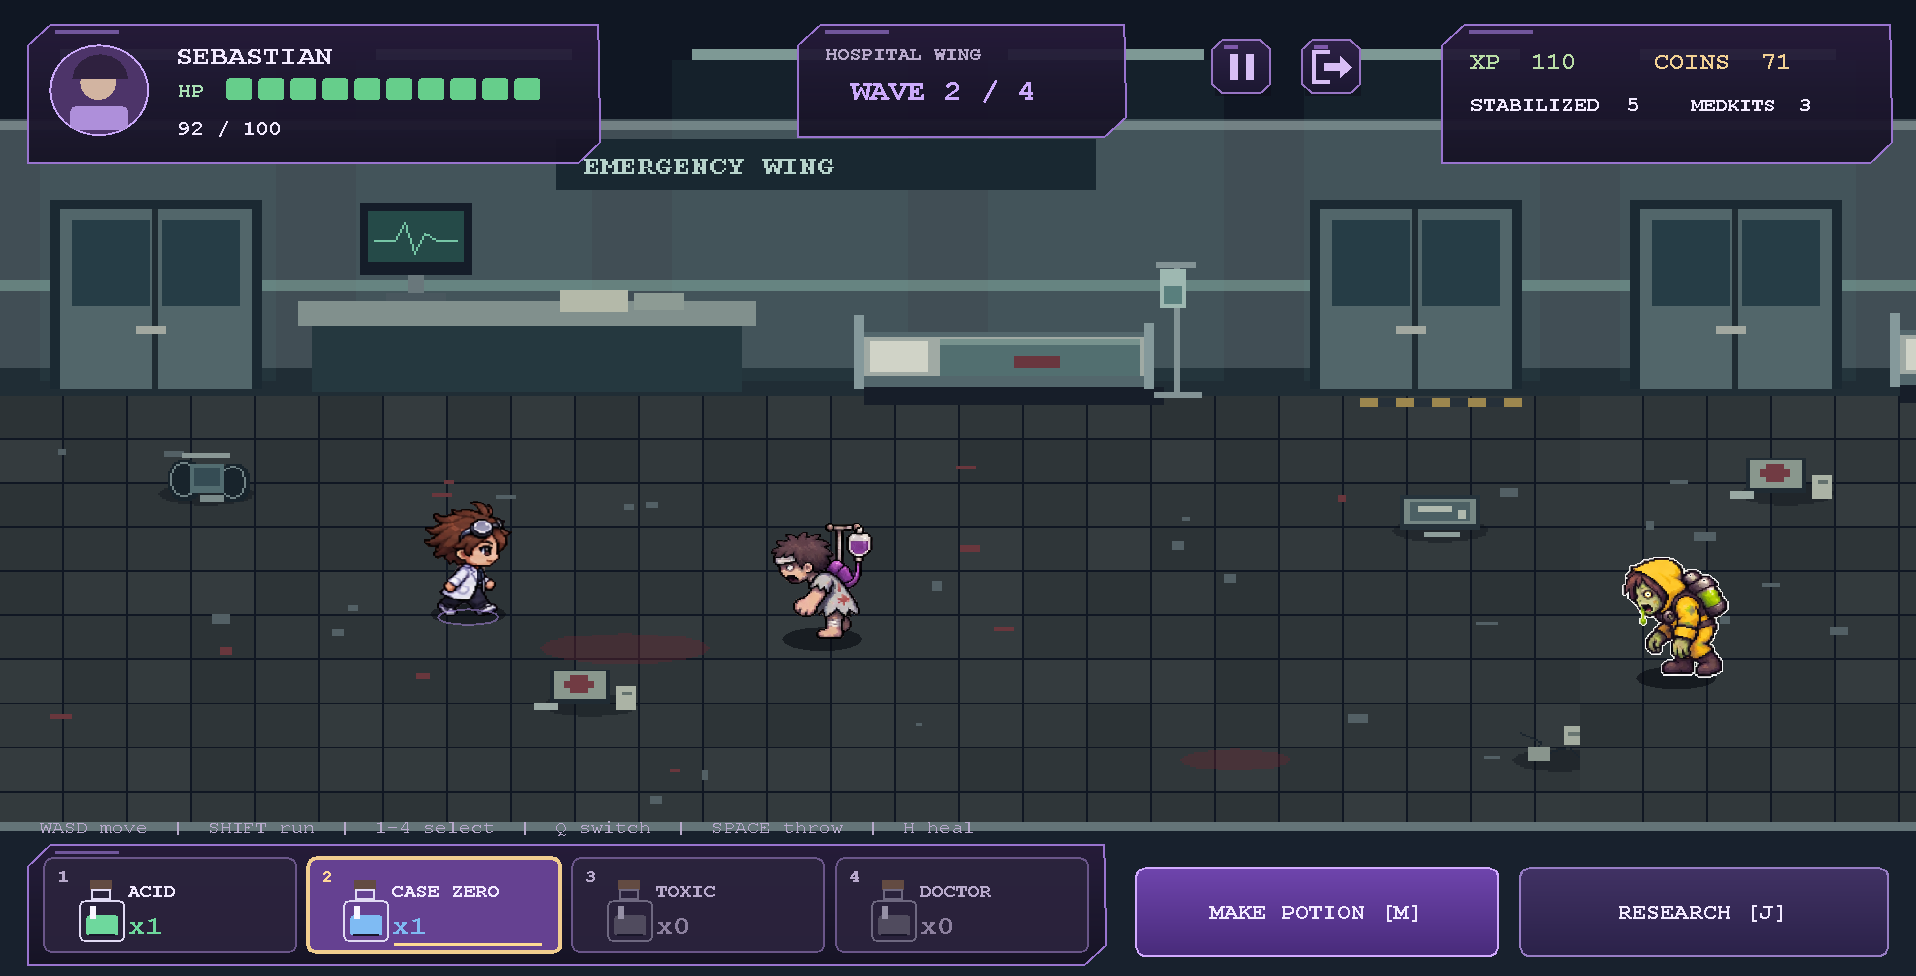 SEBASTIAN
HP
92 / 100
HOSPITAL WING
WAVE 2 / 4
XP 110 COINS 71
STABILIZED 5 MEDKITS 3
EMERGENCY WING
WASD move | SHIFT run | 1-4 select | Q switch | SPACE throw | H heal
1 ACID x1
2 CASE ZERO x1
3 TOXIC x0
4 DOCTOR x0
MAKE POTION [M]
RESEARCH [J]